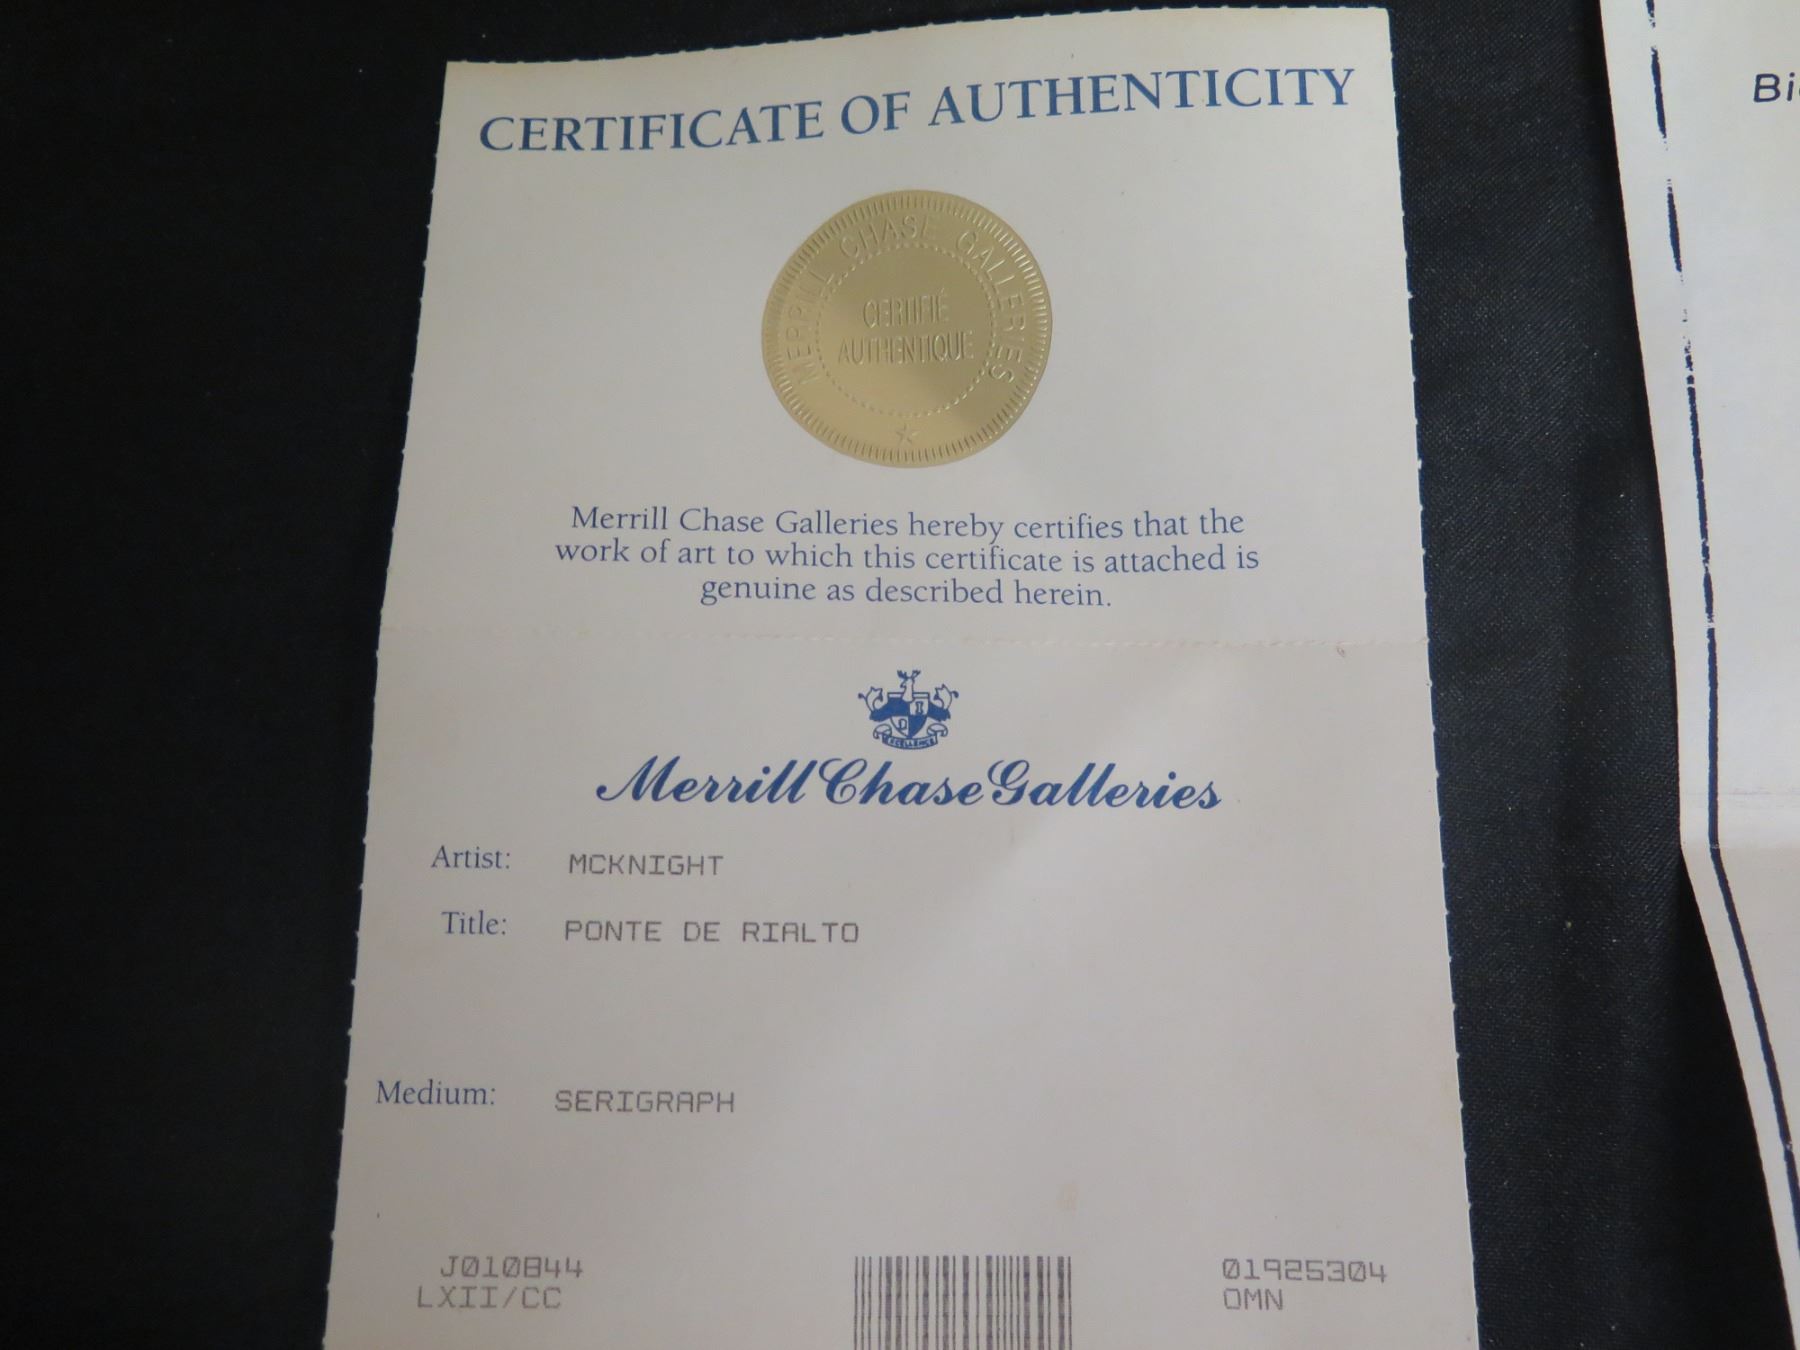 CERTIFICATE OF AUTHENTICITY
MERRILL CHASE GALLERIES
CERTIFIÉ
AUTHENTIQUE
Merrill Chase Galleries hereby certifies that the
work of art to which this certificate is attached is
genuine as described herein.
EXCELLENCE
Merrill Chase Galleries
Artist: MCKNIGHT
Title: PONTE DE RIALTO
Medium: SERIGRAPH
J010844
LXII/CC
01925304
OMN